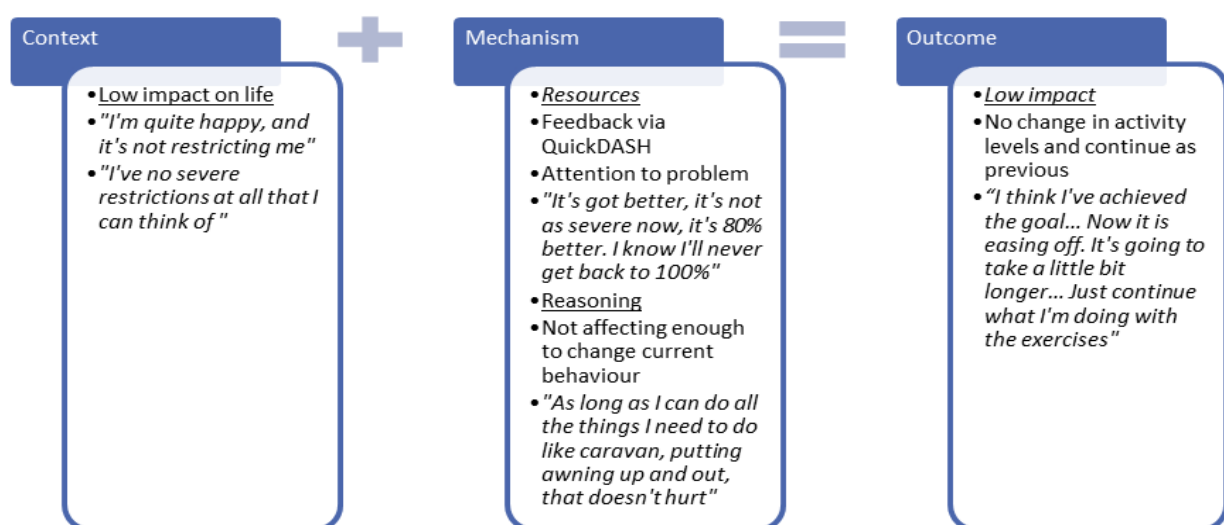 Context
•Low impact on life
•"I'm quite happy, and
it's not restricting me"
•"I've no severe
restrictions at all that I
can think of "
Mechanism
•Resources
•Feedback via
QuickDASH
•Attention to problem
•"It's got better, it's not
as severe now, it's 80%
better. I know I'll never
get back to 100%"
•Reasoning
•Not affecting enough
to change current
behaviour
•"As long as I can do all
the things I need to do
like caravan, putting
awning up and out,
that doesn't hurt"
Outcome
•Low impact
•No change in activity
levels and continue as
previous
•“I think I've achieved
the goal... Now it is
easing off. It's going to
take a little bit
longer... Just continue
what I'm doing with
the exercises"